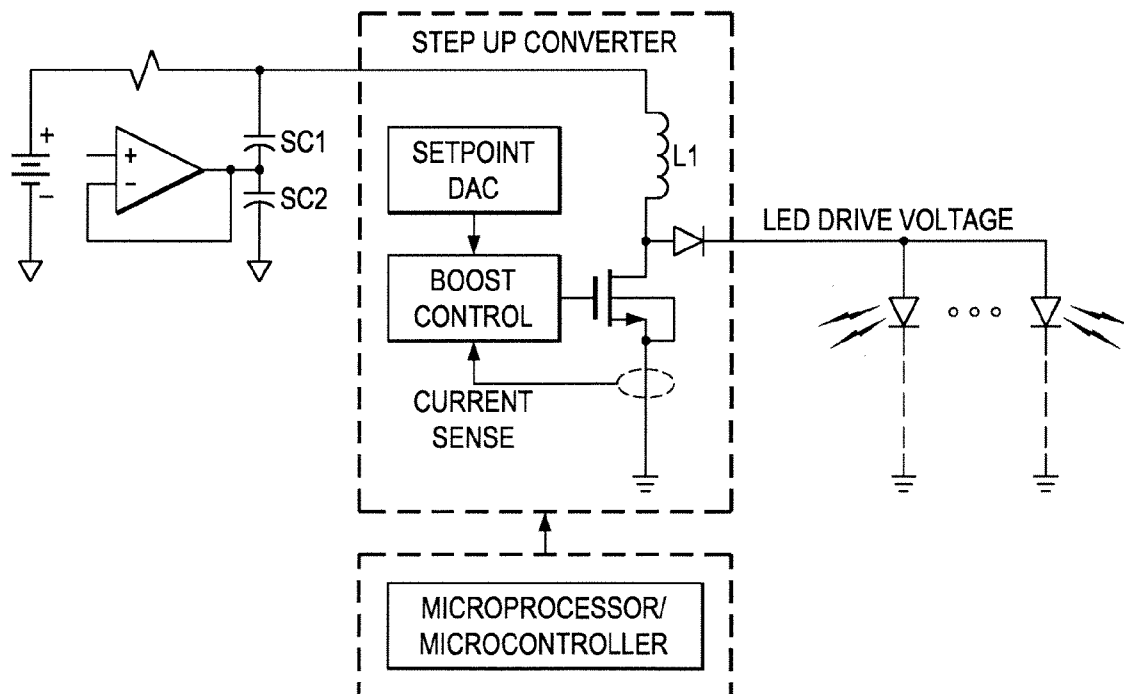 STEP UP CONVERTER
+
−
+
−
SC1
SC2
SETPOINT
DAC
L1
LED DRIVE VOLTAGE
BOOST
CONTROL
CURRENT
SENSE
MICROPROCESSOR/
MICROCONTROLLER